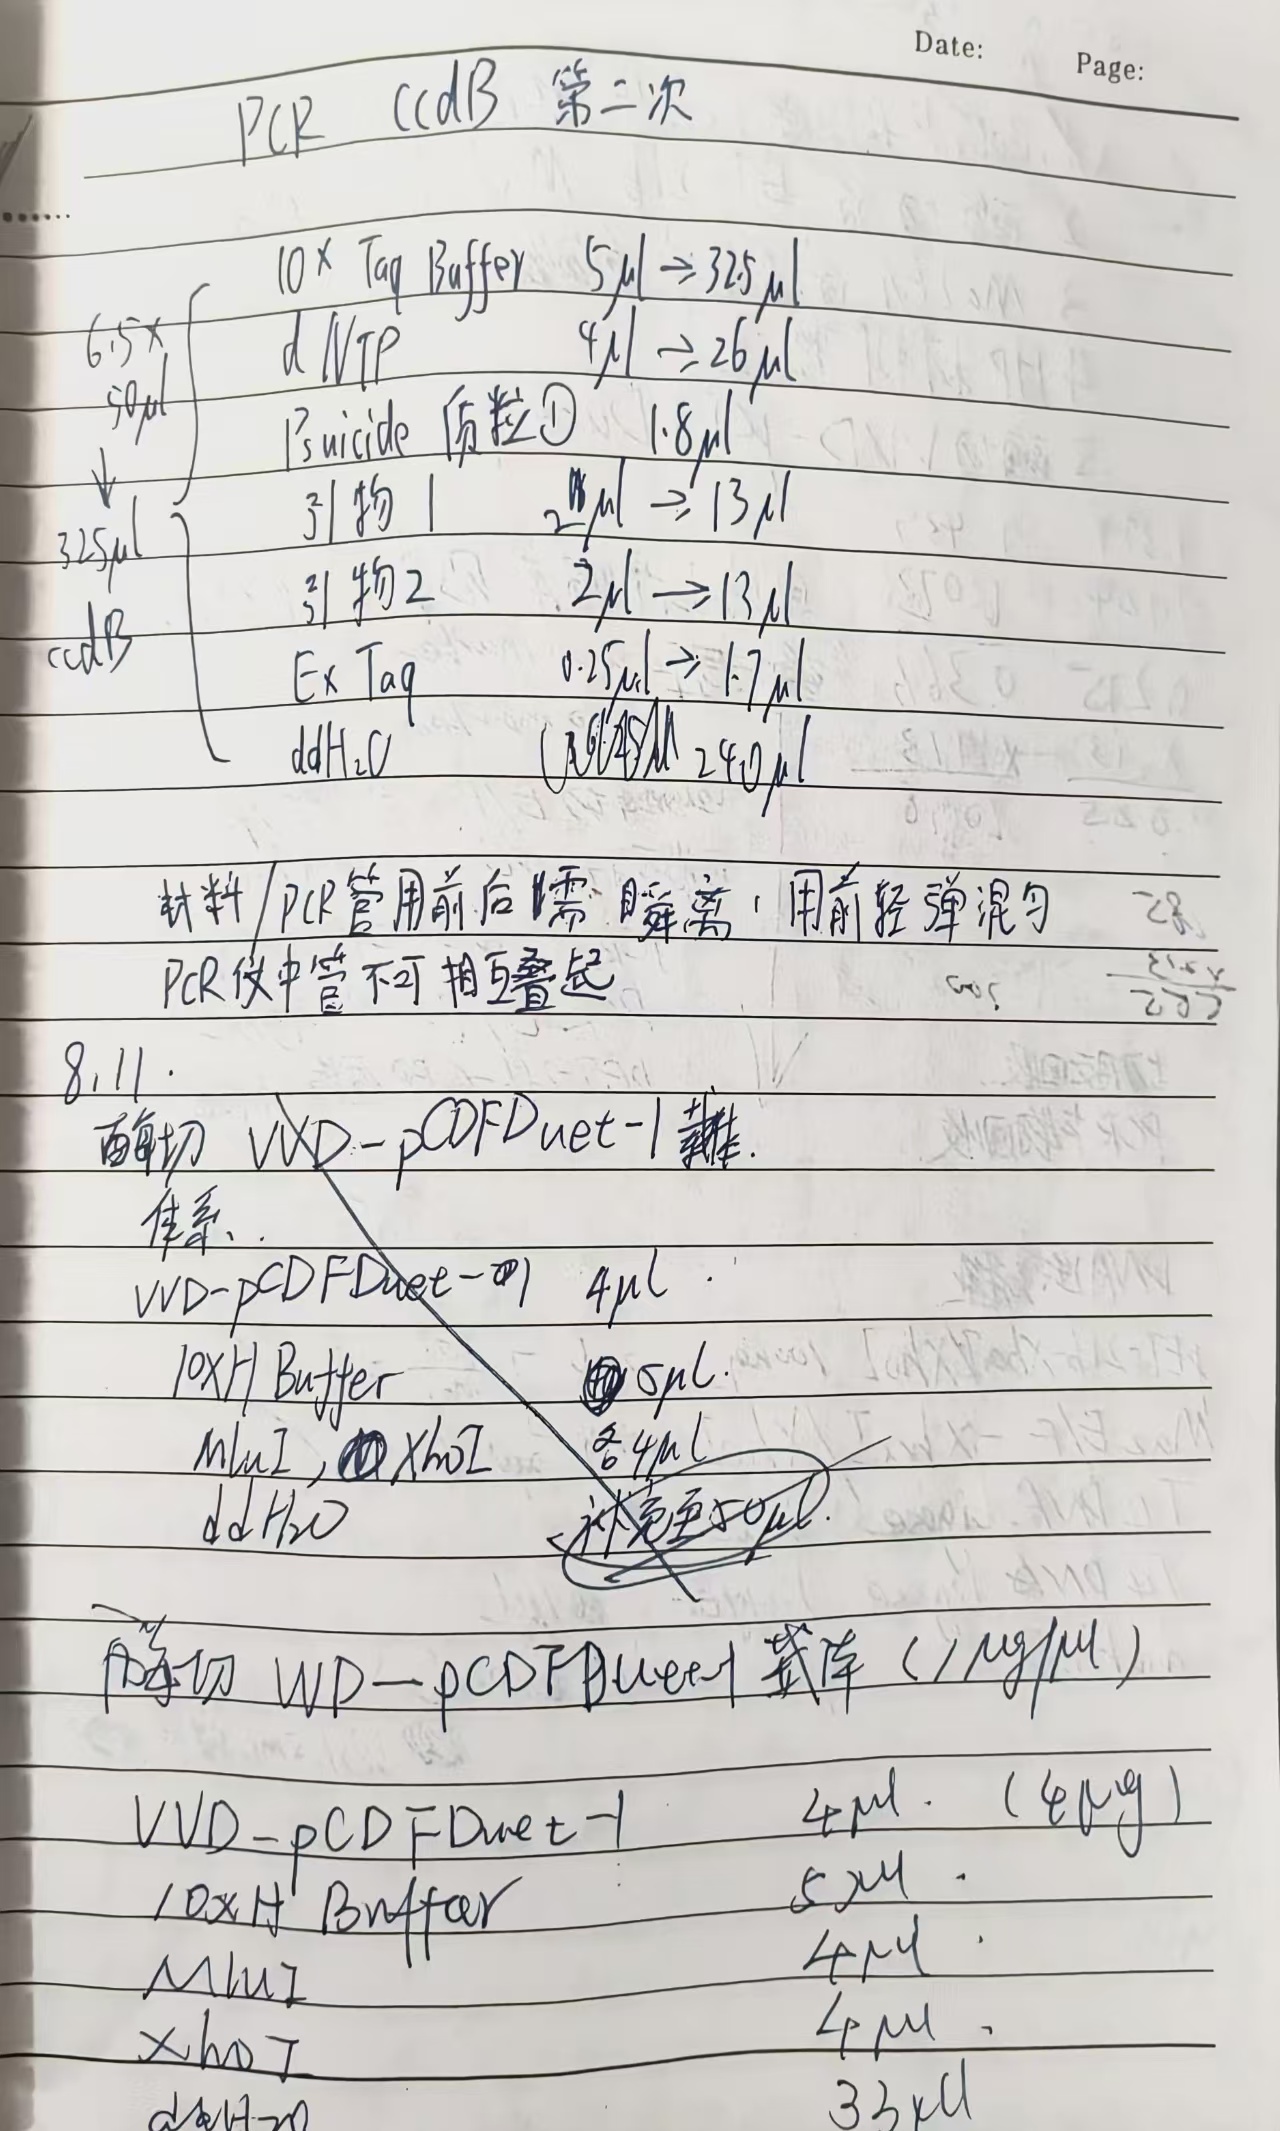 Date: Page:
PCR ccdB 第二次
10× Taq Buffer 5μl → 32.5μl
dNTP 4μl → 26μl
Psuicide 质粒① 1.8μl
引物1 2μl → 13μl
引物2 2μl → 13μl
Ex Taq 0.25μl → 1.7μl
ddH₂O 240μl
6.5×
50μl
↓
325μl
ccdB
材料/PCR管用前后需瞬离,用前轻弹混匀
PCR仪中管不可相互叠起
8.11.
酶切 VVD-pCDFDuet-1 载体.
体系.
VVD-pCDFDuet-1 4μl.
10×H Buffer 5μl.
MluI, XhoI 各4μl
ddH₂O 补充至50μl.
酶切 VVD-pCDFDuet-1 载体 (1μg/μl)
VVD-pCDFDuet-1 4μl. (4μg)
10×H Buffer 5μl.
MluI 4μl.
XhoI 4μl.
ddH₂O 33μl